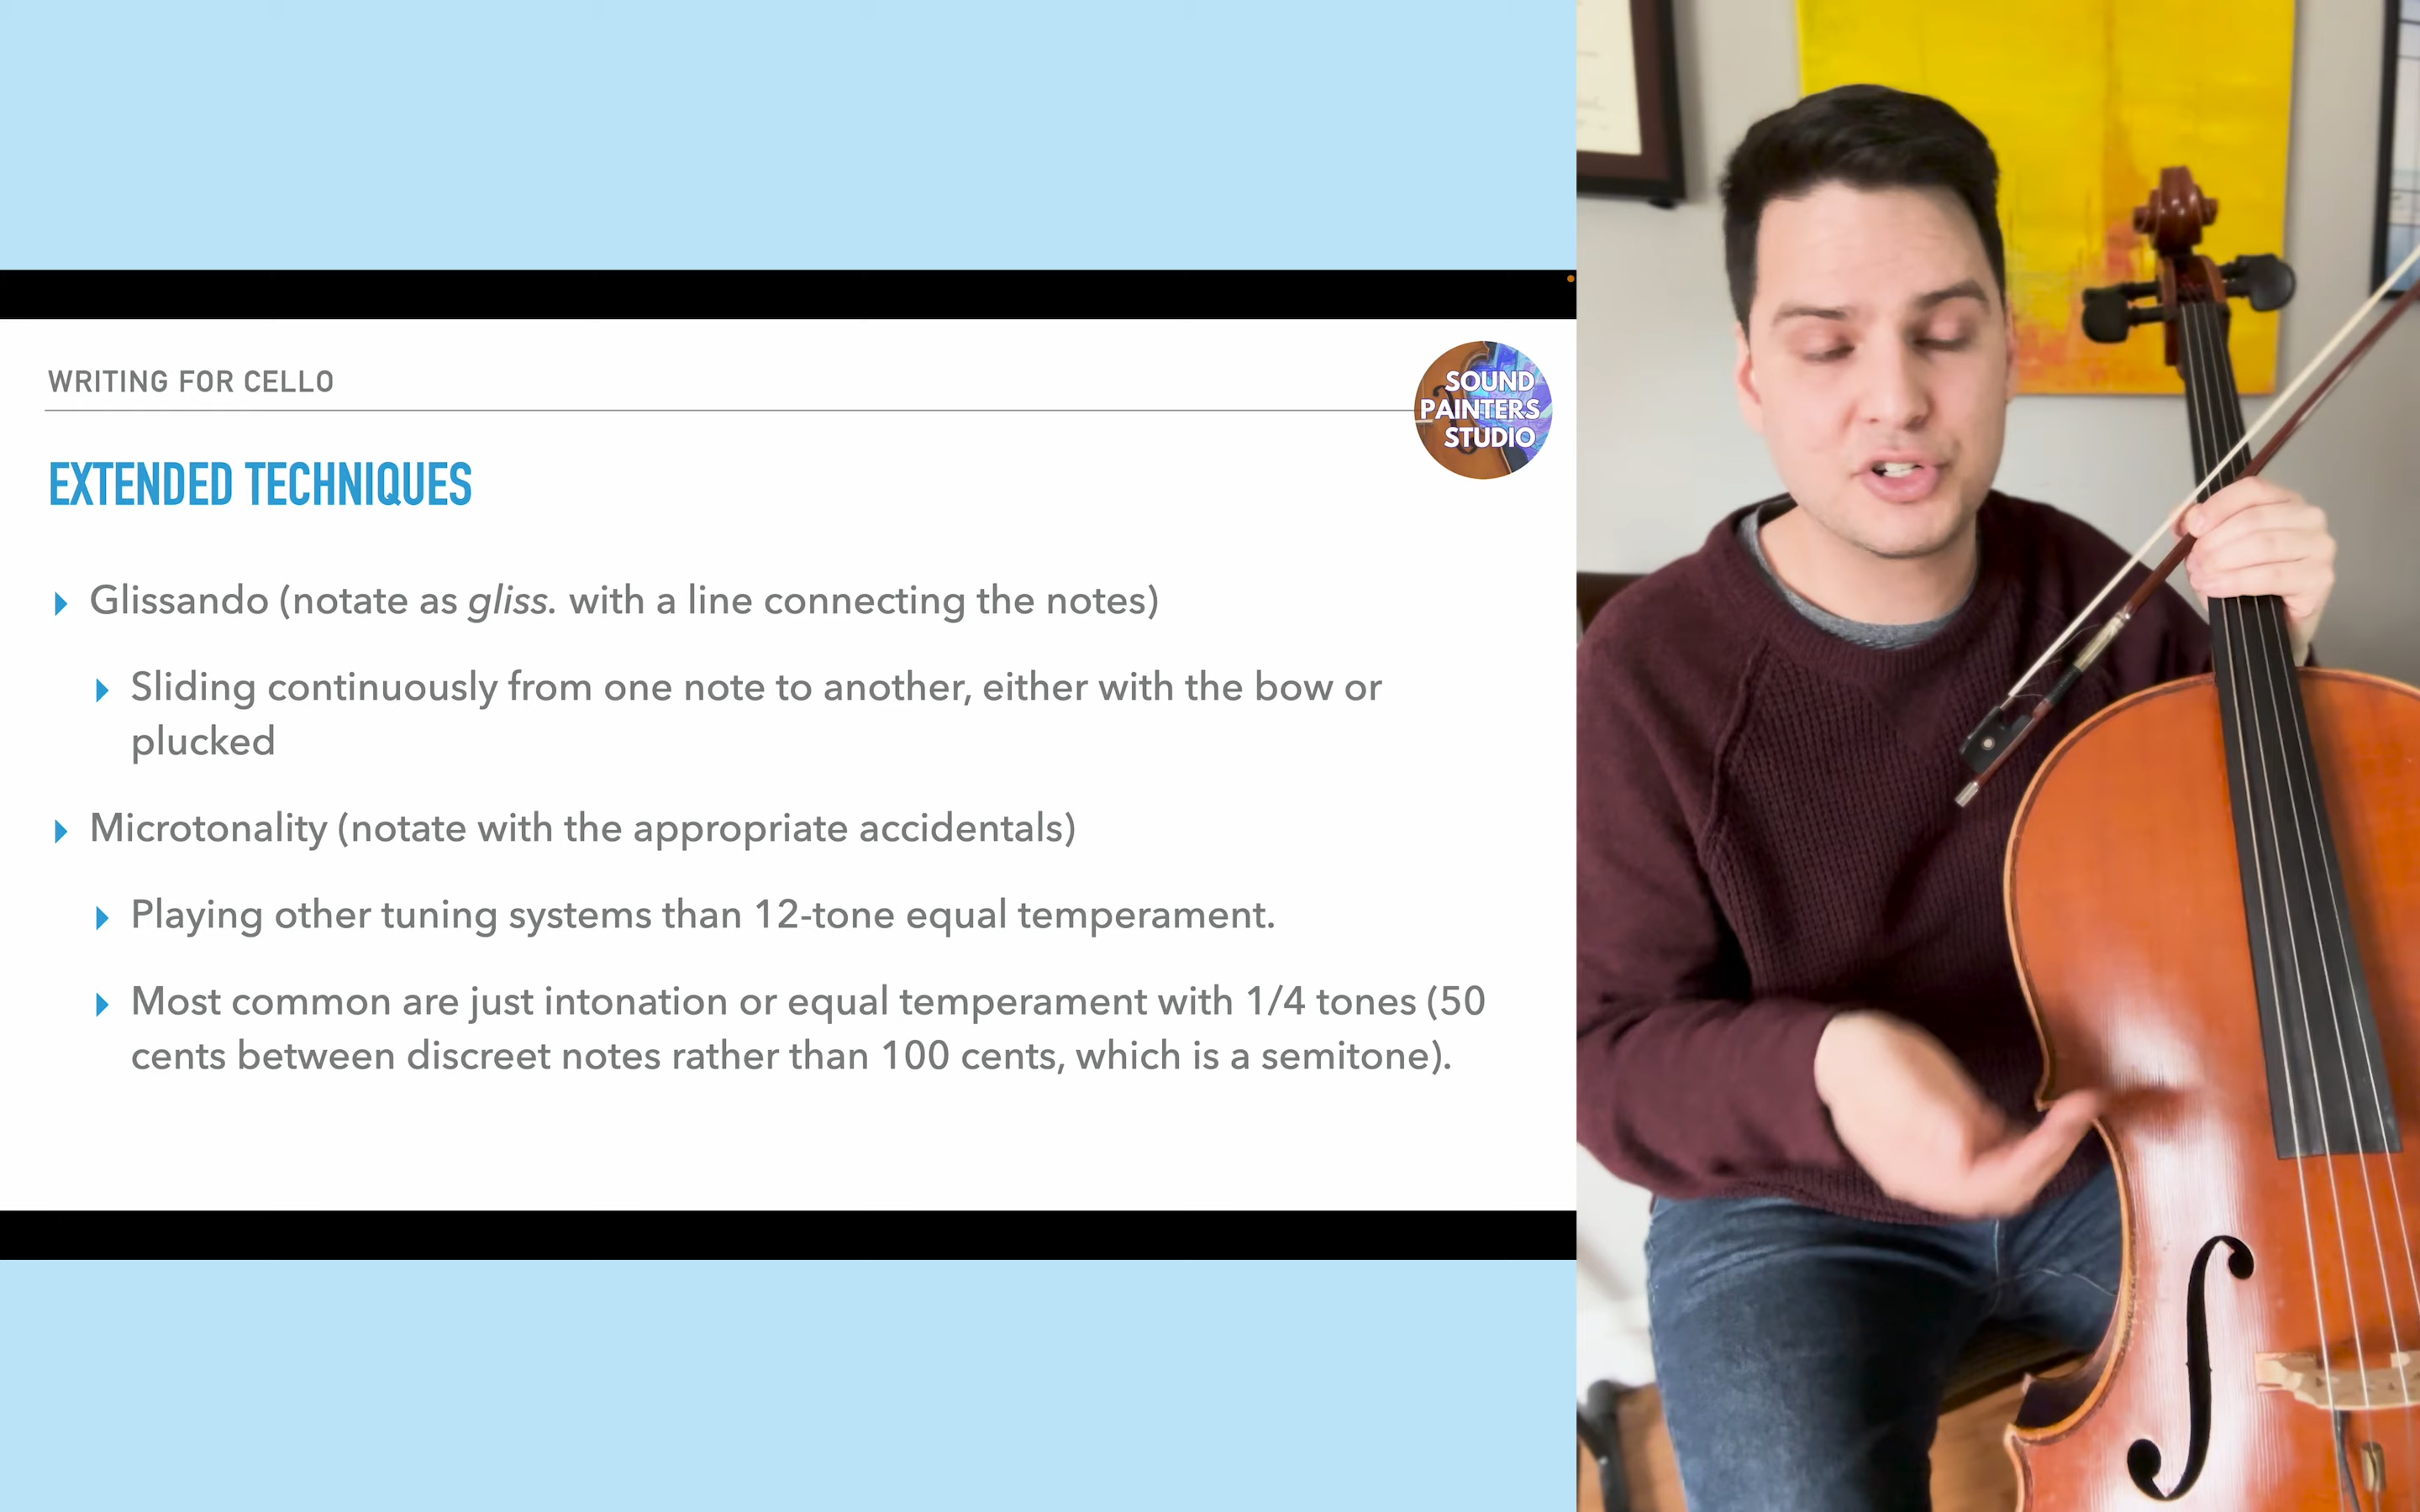 WRITING FOR CELLO
SOUND
PAINTERS
STUDIO
EXTENDED TECHNIQUES
Glissando (notate as gliss. with a line connecting the notes)
Sliding continuously from one note to another, either with the bow or
plucked
Microtonality (notate with the appropriate accidentals)
Playing other tuning systems than 12-tone equal temperament.
Most common are just intonation or equal temperament with 1/4 tones (50
cents between discreet notes rather than 100 cents, which is a semitone).